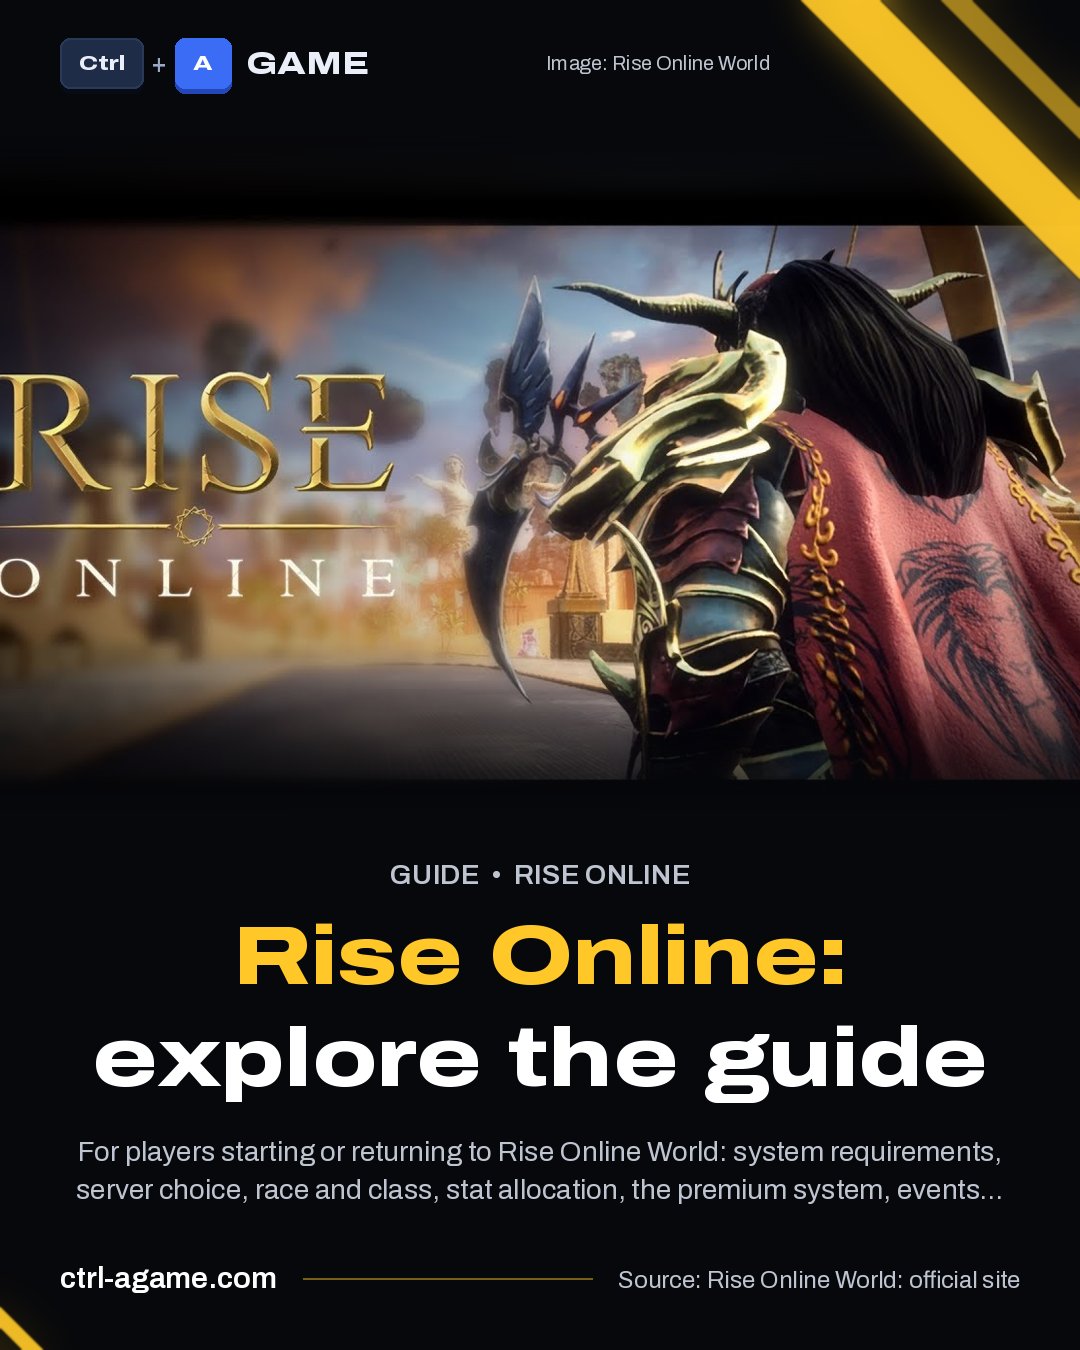 Ctrl + A GAME
Image: Rise Online World
RISE
ONLINE
GUIDE • RISE ONLINE
Rise Online:
explore the guide
For players starting or returning to Rise Online World: system requirements,
server choice, race and class, stat allocation, the premium system, events...
ctrl-agame.com
Source: Rise Online World: official site